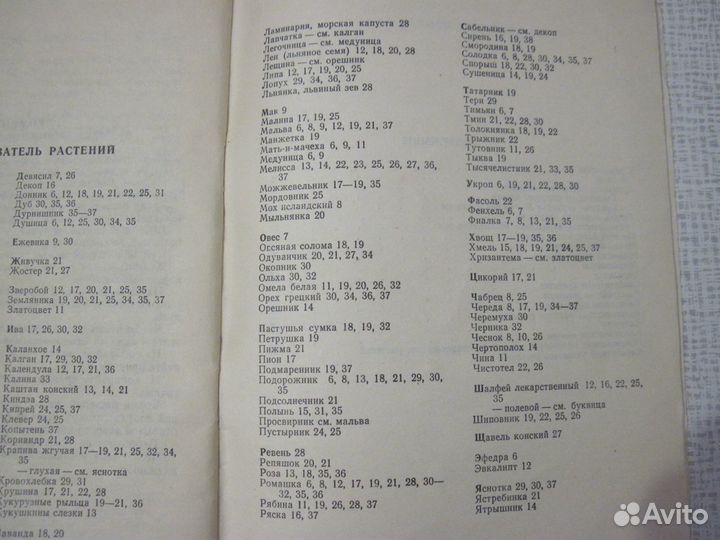 ЗАТЕЛЬ РАСТЕНИЙ
Девясил 7, 26
Декоп 16
Донник 6, 12, 18, 19, 21, 22, 25, 31
Дуб 30, 35, 36
Дурнишник 35—37
Душица 6, 12, 25, 30, 34, 35
Ежевика 9, 30
Живучка 21
Жостер 21, 27
Зверобой 12, 17, 20, 21, 25, 35
Земляника 19, 20, 21, 25, 34, 35, 37
Златоцвет 11
Ива 17, 26, 30, 32
Каланхое 14
Калган 17, 29, 30, 32
Календула 12, 17, 21, 36
Калина 33
Каштан конский 13, 14, 21
Киндза 28
Кипрей 24, 25, 37
Клевер 24, 25
Копытень 37
Кориандр 21, 28
Крапива жгучая 17—19, 21, 25, 32, 34,
35
—глухая— см. яснотка
Кровохлебка 29, 31
Крушина 17, 21, 27, 28, 22
Кукурузные рыльца 19—21, 36
Кукушкины слезки 13
Лаванда 18, 20
Ламинария, морская капуста 28
Лапчатка — см. калган
Легочница — см. медуница
Лен (льняное семя) 12, 18, 20, 28
Лещина — см. орешник
Липа 12, 17, 19, 20, 25
Лопух 29, 34, 36, 37
Льнянка, львиный зев 28
Мак 9
Малина 17, 19, 25
Мальва 6, 8, 9, 12, 19, 21, 37
Манжетка 19
Мать-и-мачеха 6, 9, 11
Медуница 6, 9
Мелисса 13, 14, 22, 23, 25, 26, 27, 36,
37
Можжевельник 17—19, 35
Мордовник 25
Мох исландский 8
Мыльнянка 20
Овес 7
Овсяная солома 18, 19
Одуванчик 20, 21, 27, 34
Окопник 30
Ольха 30, 32
Омела белая 11, 19, 20, 26, 32
Орех грецкий 30, 34, 36, 37
Орешник 14
Пастушья сумка 18, 19, 32
Петрушка 19
Пижма 21
Пион 17
Подмаренник 19, 37
Подорожник 6, 8, 13, 18, 21, 29, 30,
35
Подсолнечник 21
Полынь 15, 31, 35
Просвирник см. мальва
Пустырник 24, 25
Ревень 28
Репяшок 20, 21
Роза 13, 18, 35, 36
Ромашка 6, 8, 12, 17, 19, 21, 28, 30—
32, 35, 36
Рябина 11, 19, 26, 28, 37
Ряска 16, 37
Сабельник — см. декоп
Сирень 16, 19, 38
Смородина 18, 19
Солодка 6, 8, 28, 30, 34, 35, 37
Спорыш 18, 22, 30, 32
Сушеница 14, 19, 24
Татарник 19
Терн 29
Тимьян 6, 7
Тмин 21, 22, 28, 30
Толокнянка 18, 19, 22
Трыжник 22
Тутовник 11, 26
Тыква 19
Тысячелистник 21, 33, 35
Укроп 6, 19, 21, 22, 28, 30
Фасоль 22
Фенхель 6, 7
Фиалка 7, 8, 13, 21, 35
Хвощ 17—19, 35, 36
Хмель 15, 18, 19, 21, 24, 25, 37
Хризантема — см. златоцвет
Цикорий 17, 21
Чабрец 8, 25
Череда 8, 17, 19, 34—37
Черемуха 30
Черника 32
Чеснок 8, 10, 26
Чертополох 14
Чина 11
Чистотел 22, 26
Шалфей лекарственный 12, 16, 22, 25,
35
— полевой — см. буквица
Шиповник 19, 22, 25, 26
Щавель конский 27
Эфедра 6
Эвкалипт 12
Яснотка 29, 30, 37
Ястребинка 21
Ятрышник 14
Avito